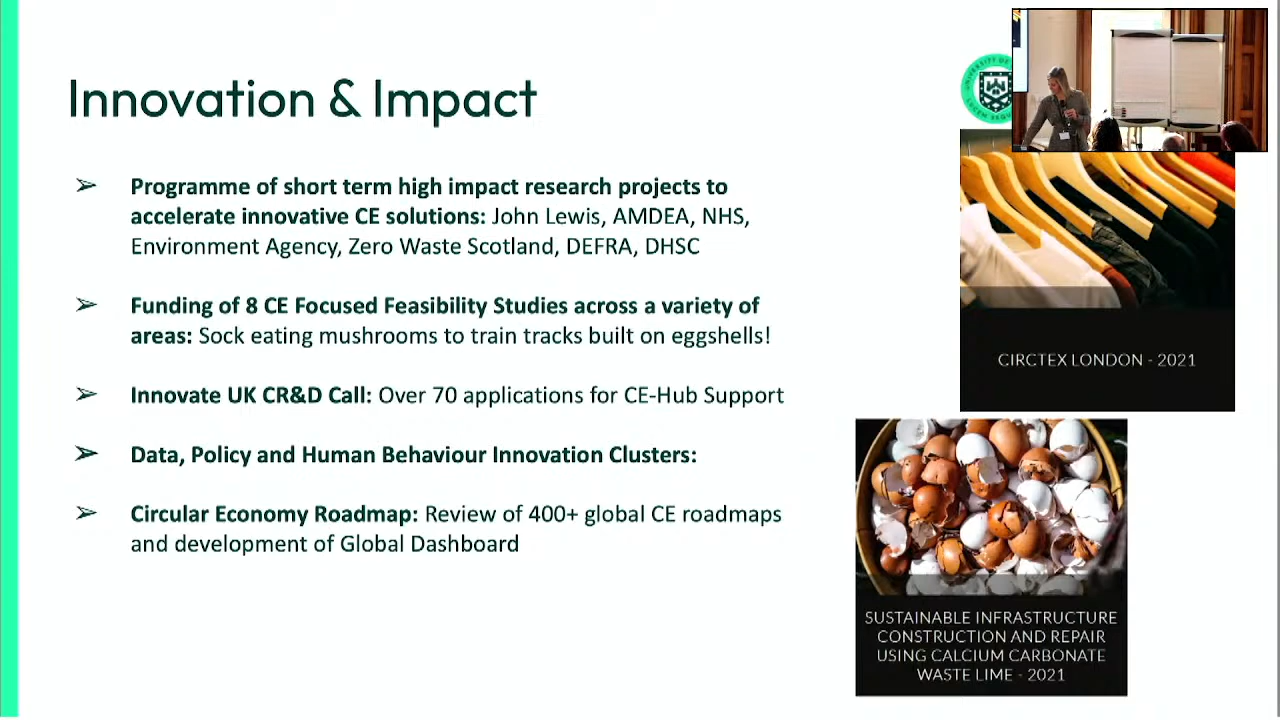 Innovation & Impact
➢ Programme of short term high impact research projects to
accelerate innovative CE solutions: John Lewis, AMDEA, NHS,
Environment Agency, Zero Waste Scotland, DEFRA, DHSC
➢ Funding of 8 CE Focused Feasibility Studies across a variety of
areas: Sock eating mushrooms to train tracks built on eggshells!
➢ Innovate UK CR&D Call: Over 70 applications for CE-Hub Support
➢ Data, Policy and Human Behaviour Innovation Clusters:
➢ Circular Economy Roadmap: Review of 400+ global CE roadmaps
and development of Global Dashboard
UNIVERSITY OF
LUCEM SEQU
CIRCTEX LONDON - 2021
SUSTAINABLE INFRASTRUCTURE
CONSTRUCTION AND REPAIR
USING CALCIUM CARBONATE
WASTE LIME - 2021